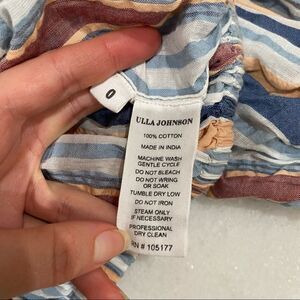 0
ULLA JOHNSON
100% COTTON
MADE IN INDIA
MACHINE WASH
GENTLE CYCLE
DO NOT BLEACH
DO NOT WRING
OR SOAK
TUMBLE DRY LOW
DO NOT IRON
STEAM ONLY
IF NECESSARY
PROFESSIONAL
DRY CLEAN
RN # 105177